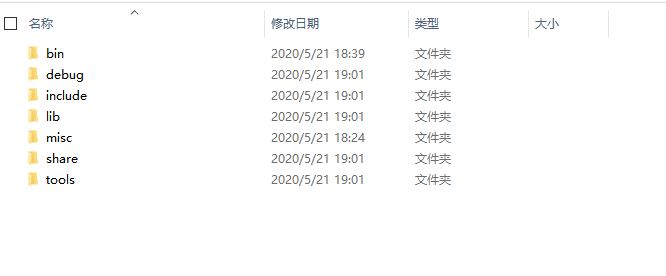 名称 修改日期 类型 大小
bin 2020/5/21 18:39 文件夹
debug 2020/5/21 19:01 文件夹
include 2020/5/21 19:01 文件夹
lib 2020/5/21 19:01 文件夹
misc 2020/5/21 18:24 文件夹
share 2020/5/21 19:01 文件夹
tools 2020/5/21 19:01 文件夹